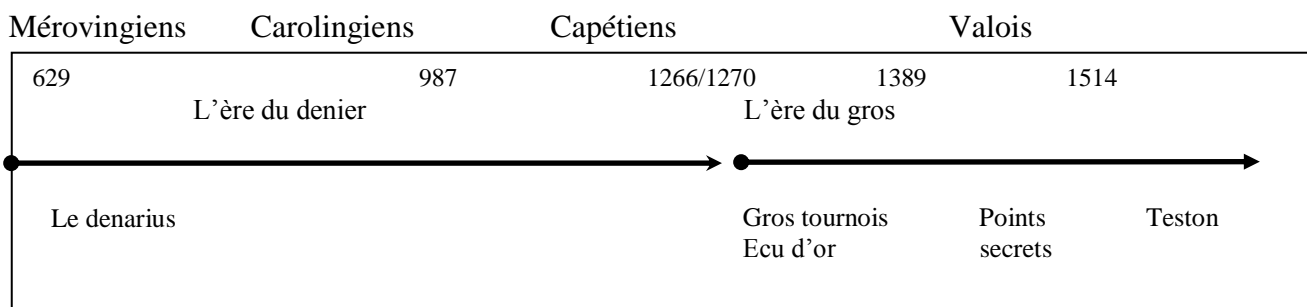 Mérovingiens Carolingiens Capétiens Valois
629 987 1266/1270 1389 1514
L’ère du denier L’ère du gros
Le denarius Gros tournois Points Teston
Ecu d’or secrets